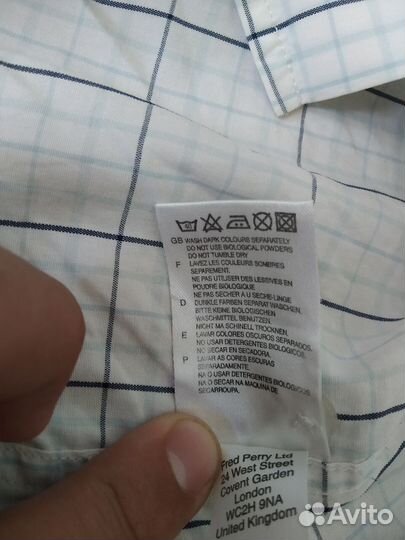 GB WASH DARK COLOURS SEPARATELY
DO NOT USE BIOLOGICAL POWDERS
DO NOT TUMBLE DRY
F LAVEZ LES COULEURS SOMBRES
SEPAREMENT.
NE PAS UTILISER DES LESSIVES EN
POUDRE BIOLOGIQUE
NE PAS SECHER AU SECHE-LINGE
D DUNKLE FARBEN SEPARAT WASCHEN,
BITTE KEINE BIOLOGISCHEN
WASCHMITTEL BENUTZEN
NICHT MA SCHINELL TROCKNEN,
E LAVAR COLORES OSCUROS SEPARADOS.
NO USAR DETERGENTES BIOLOGICOS.
NO SECAR EN SECADORA.
P LAVAR AS CORES ESCURAS
SEPARADAMENTE.
NA O USAR DETERGENTES BIOLOGICOS.
NA O SECAR NA MAQUINA DE
SECARROUPA.
Fred Perry Ltd
24 West Street
Covent Garden
London
WC2H 9NA
United Kingdom
Avito